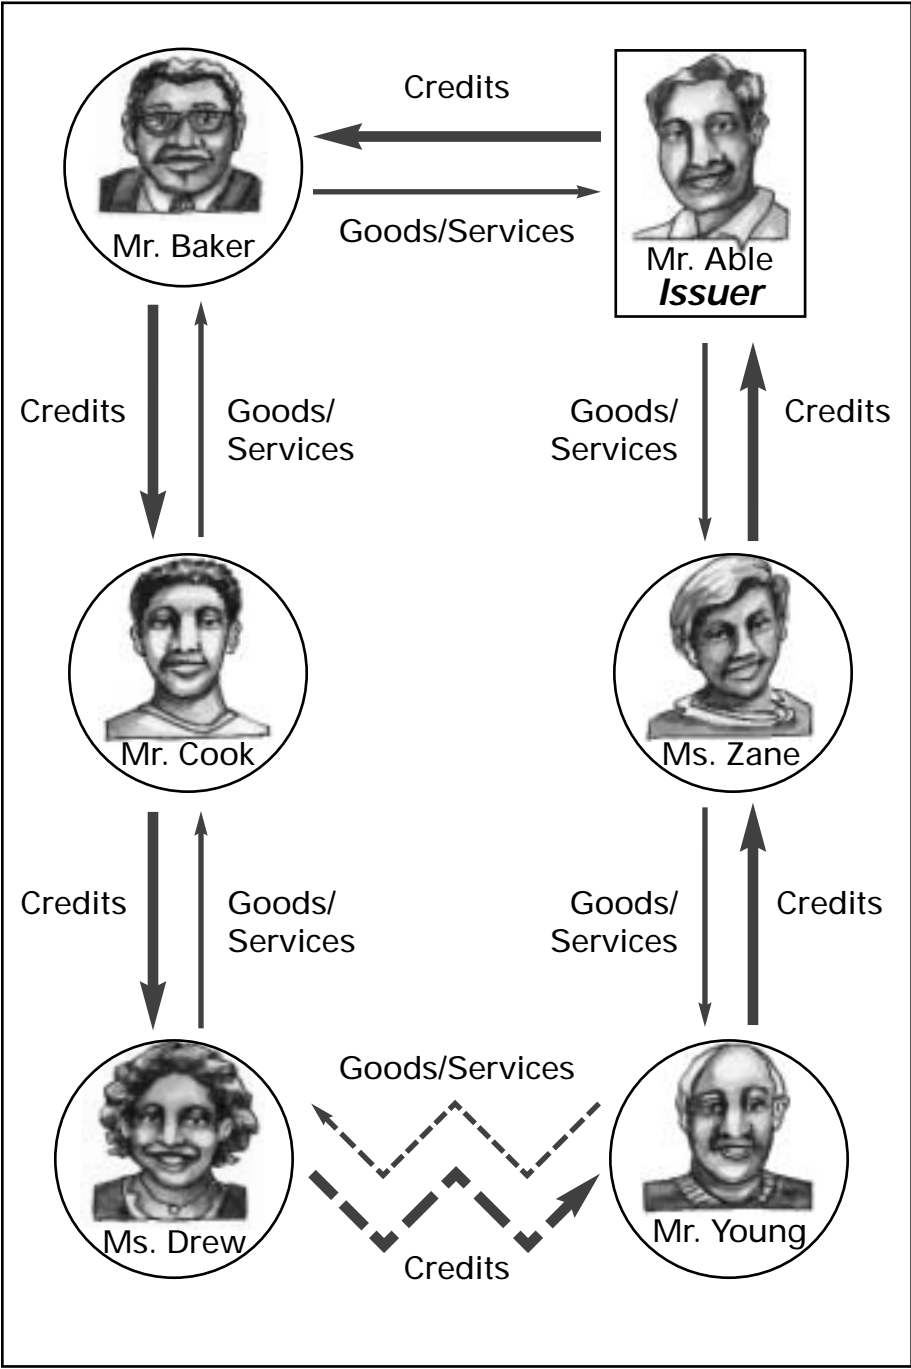 Credits
Goods/Services
Mr. Baker
Mr. Able
Issuer
Credits
Goods/
Services
Goods/
Services
Credits
Mr. Cook
Ms. Zane
Credits
Goods/
Services
Goods/
Services
Credits
Goods/Services
Ms. Drew
Mr. Young
Credits